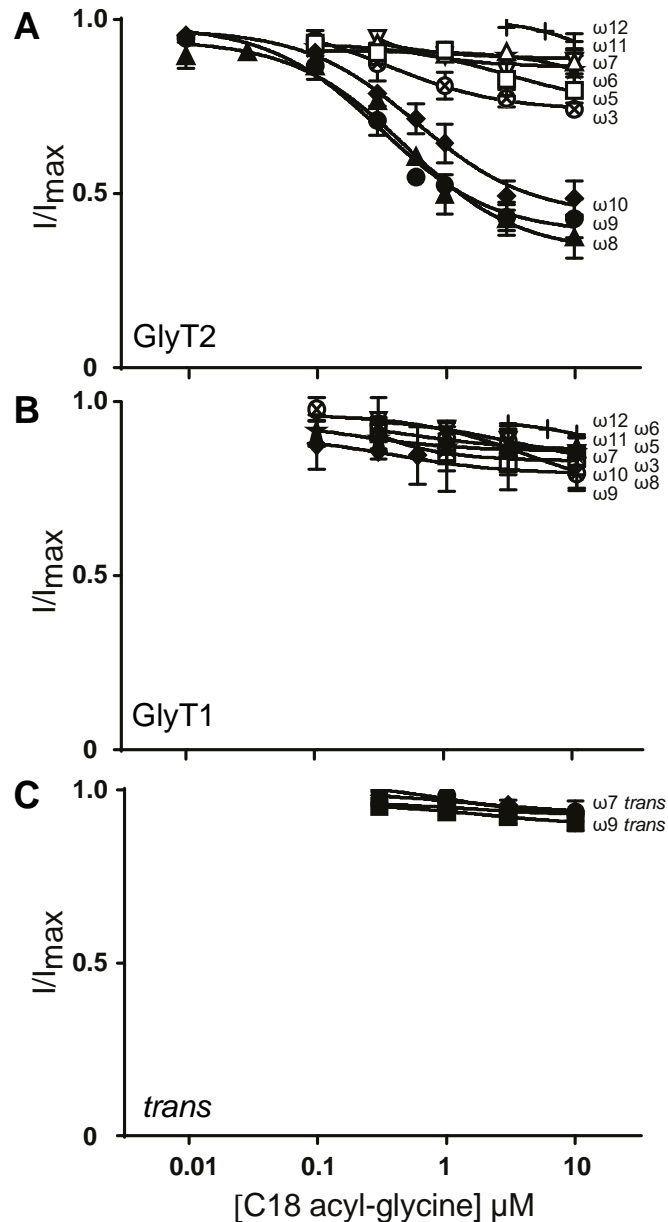 A
1.0
0.5
0
I/Imax
GlyT2
ω12
ω11
ω7
ω6
ω5
ω3
ω10
ω9
ω8
B
1.0
0.5
0
I/Imax
GlyT1
ω12 ω6
ω11 ω5
ω7 ω3
ω10 ω8
ω9
C
1.0
0.5
0
I/Imax
trans
ω7 trans
ω9 trans
0.01 0.1 1 10
[C18 acyl-glycine] μM